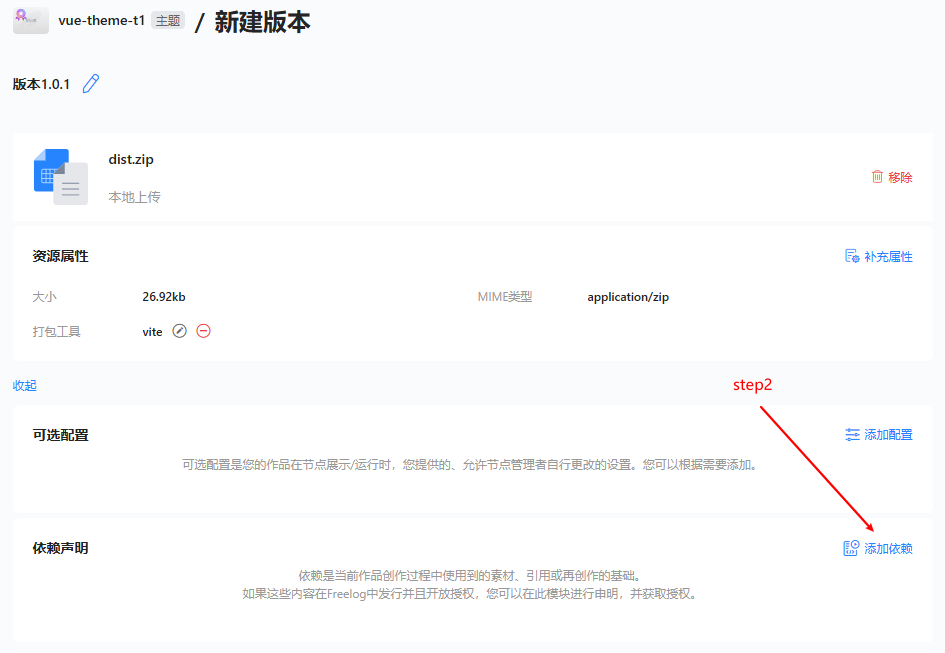 vue-theme-t1 主题 / 新建版本
版本1.0.1
dist.zip
本地上传
移除
资源属性
补充属性
大小 26.92kb MIME类型 application/zip
打包工具 vite
收起
step2
可选配置
添加配置
可选配置是您的作品在节点展示/运行时，您提供的、允许节点管理者自行更改的设置。您可以根据需要添加。
依赖声明
添加依赖
依赖是当前作品创作过程中使用到的素材、引用或再创作的基础。
如果这些内容在Freelog中发行并且开放授权，您可以在此模块进行申明，并获取授权。